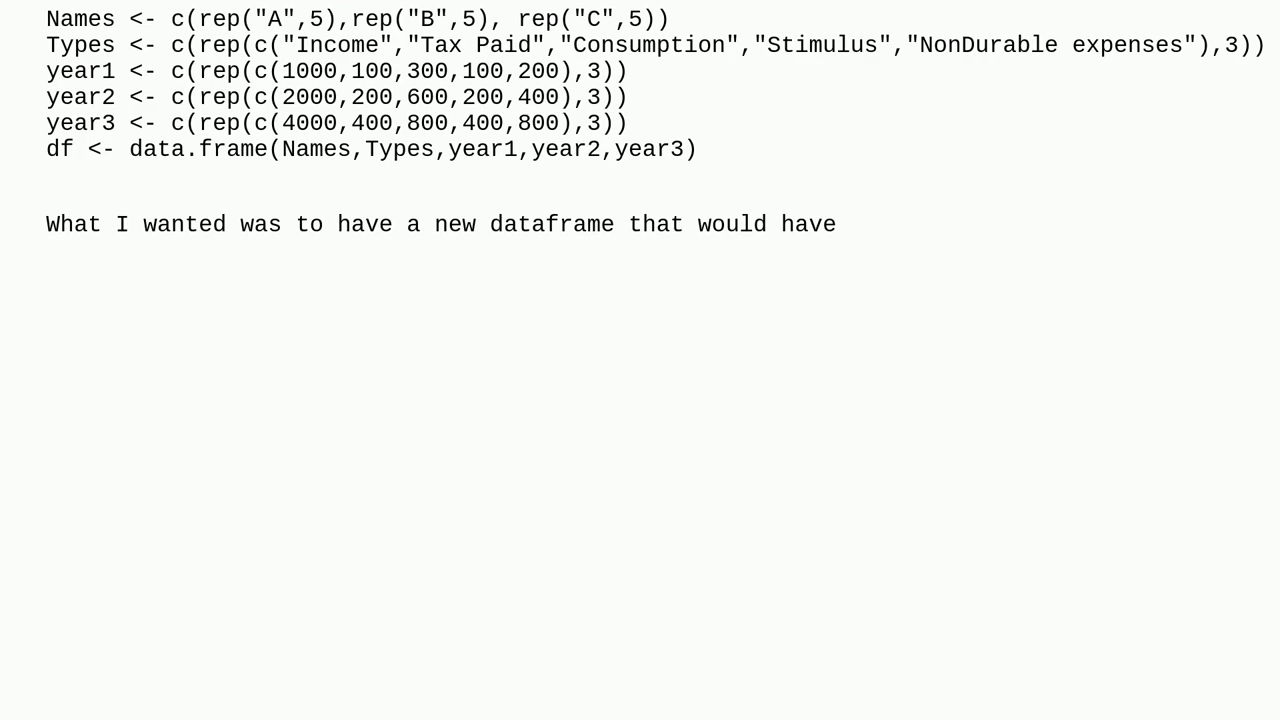 Names <- c(rep("A",5),rep("B",5), rep("C",5))
Types <- c(rep(c("Income","Tax Paid","Consumption","Stimulus","NonDurable expenses"),3))
year1 <- c(rep(c(1000,100,300,100,200),3))
year2 <- c(rep(c(2000,200,600,200,400),3))
year3 <- c(rep(c(4000,400,800,400,800),3))
df <- data.frame(Names,Types,year1,year2,year3)
What I wanted was to have a new dataframe that would have